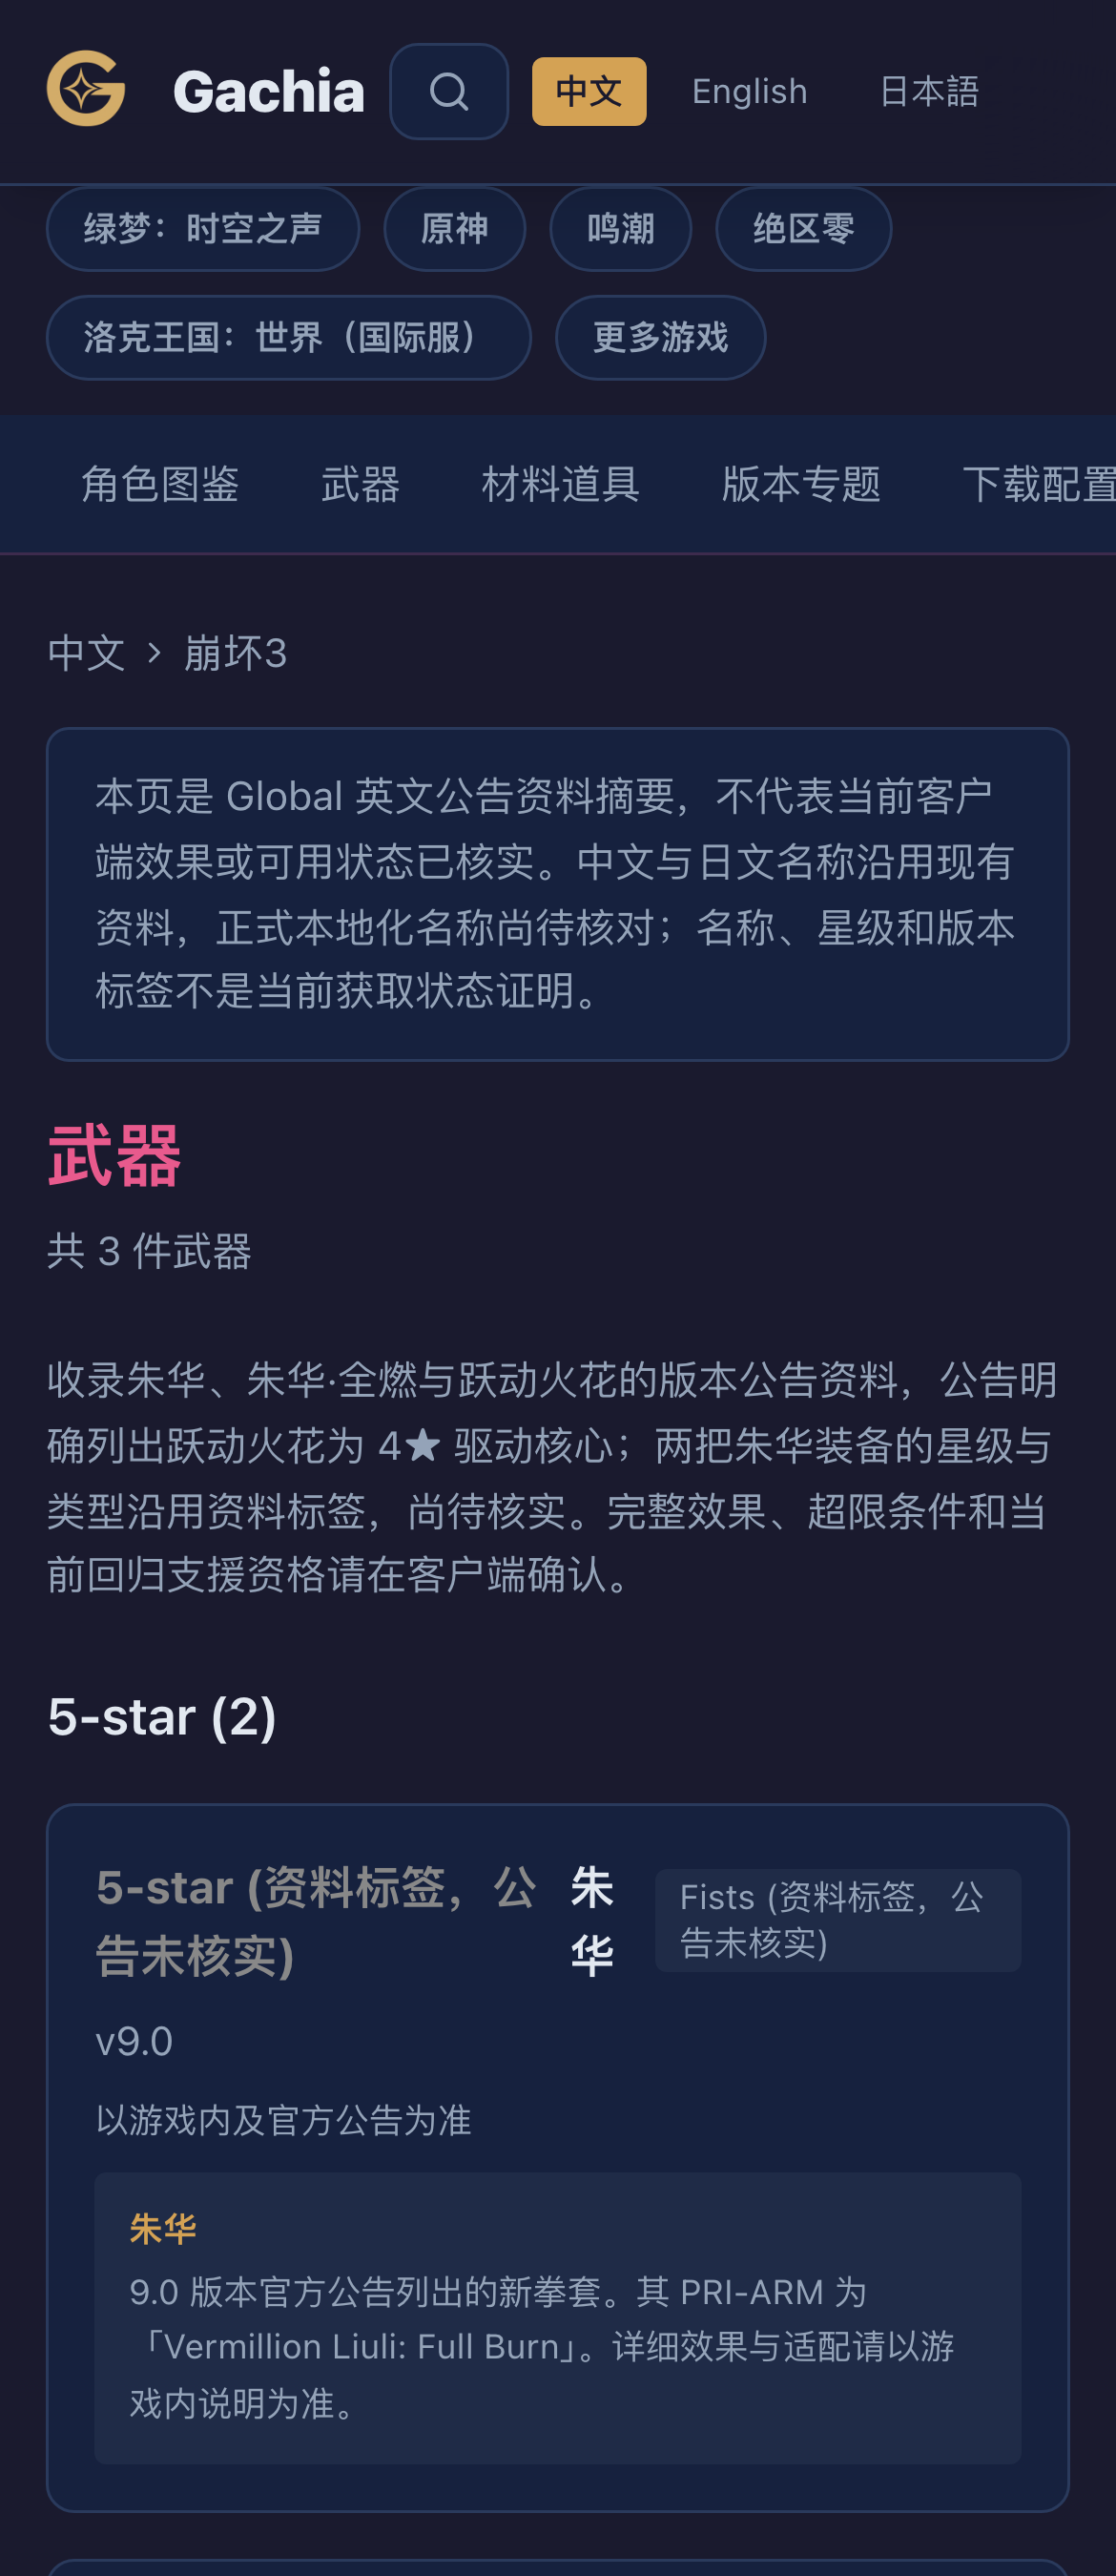 Gachia
中文
English
日本語
绿梦：时空之声
原神
鸣潮
绝区零
洛克王国：世界（国际服）
更多游戏
角色图鉴
武器
材料道具
版本专题
下载配置
中文 › 崩坏3
本页是 Global 英文公告资料摘要，不代表当前客户
端效果或可用状态已核实。中文与日文名称沿用现有
资料，正式本地化名称尚待核对；名称、星级和版本
标签不是当前获取状态证明。
武器
共 3 件武器
收录朱华、朱华·全燃与跃动火花的版本公告资料，公告明
确列出跃动火花为 4★ 驱动核心；两把朱华装备的星级与
类型沿用资料标签，尚待核实。完整效果、超限条件和当
前回归支援资格请在客户端确认。
5-star (2)
5-star (资料标签，公
告未核实)
朱
华
Fists (资料标签，公
告未核实)
v9.0
以游戏内及官方公告为准
朱华
9.0 版本官方公告列出的新拳套。其 PRI-ARM 为
「Vermillion Liuli: Full Burn」。详细效果与适配请以游
戏内说明为准。